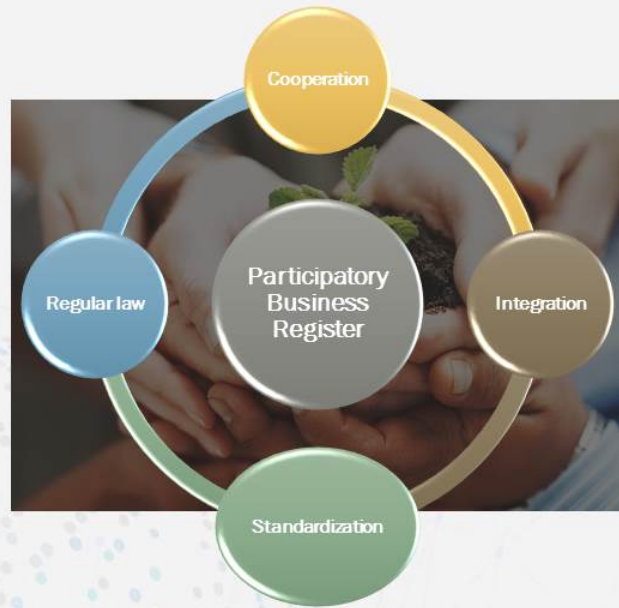 Cooperation
Regular law
Participatory
Business
Register
Integration
Standardization